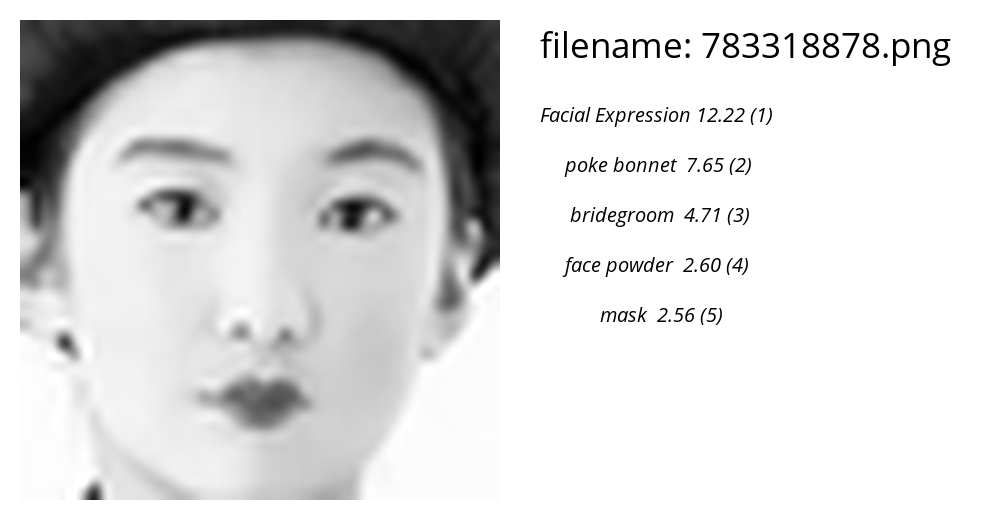 filename: 783318878.png
Facial Expression 12.22 (1)
poke bonnet 7.65 (2)
bridegroom 4.71 (3)
face powder 2.60 (4)
mask 2.56 (5)